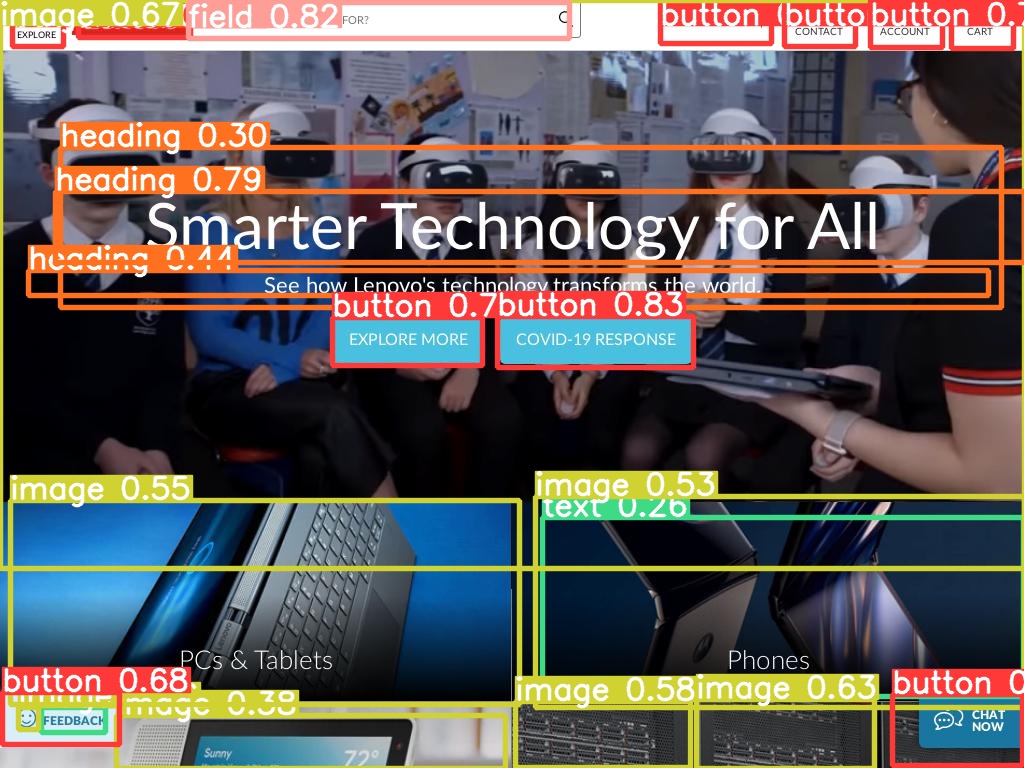 image 0.67
field 0.82
FOR?
button
button
button 0.7
EXPLORE
CONTACT
ACCOUNT
CART
heading 0.30
heading 0.79
Smarter Technology for All
heading 0.44
See how Lenovo's technology transforms the world.
button 0.7
button 0.83
EXPLORE MORE
COVID-19 RESPONSE
image 0.55
image 0.53
text 0.26
LENOVO
PCs & Tablets
Phones
button 0.68
image 0.38
image 0.58
image 0.63
button 0
FEEDBACK
CHAT
NOW
Sunny
72°